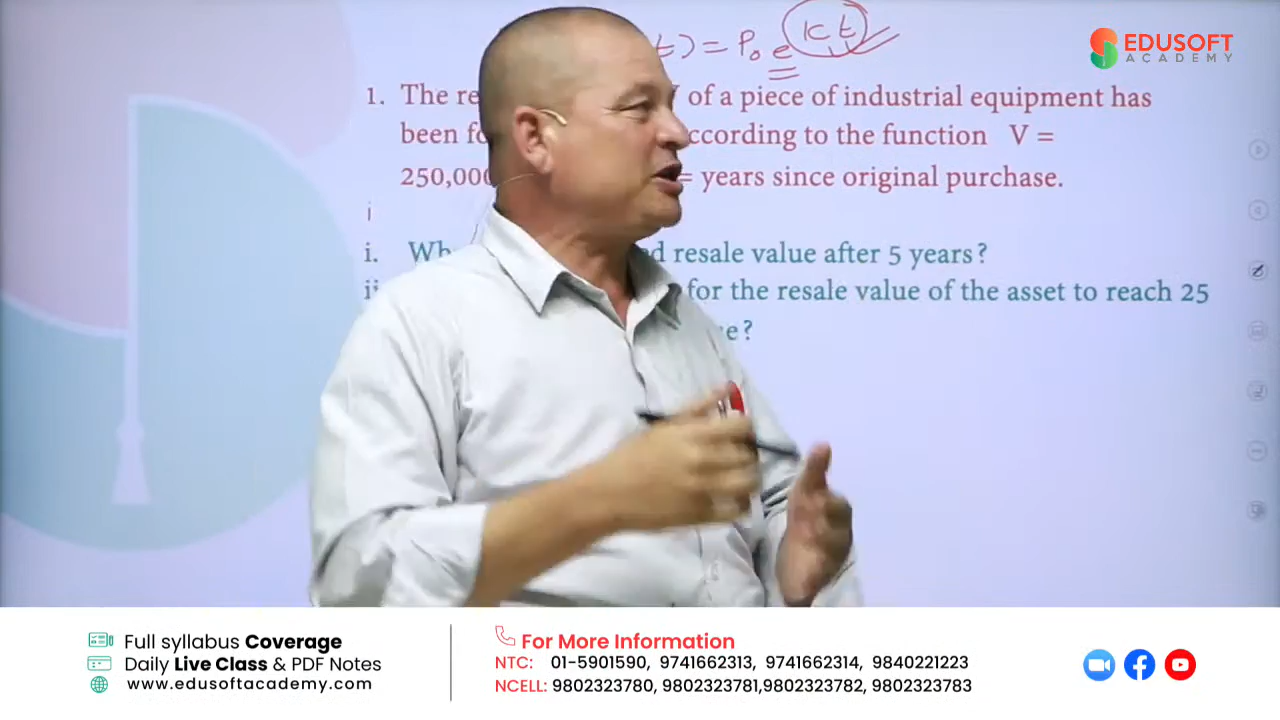 t) = P₀ e^kt
EDUSOFT
ACADEMY
1. The re of a piece of industrial equipment has
been fo ccording to the function V =
250,000 = years since original purchase.
i
i. Wh d resale value after 5 years?
ii for the resale value of the asset to reach 25
e?
Full syllabus Coverage
Daily Live Class & PDF Notes
www.edusoftacademy.com
For More Information
NTC: 01-5901590, 9741662313, 9741662314, 9840221223
NCELL: 9802323780, 9802323781,9802323782, 9802323783